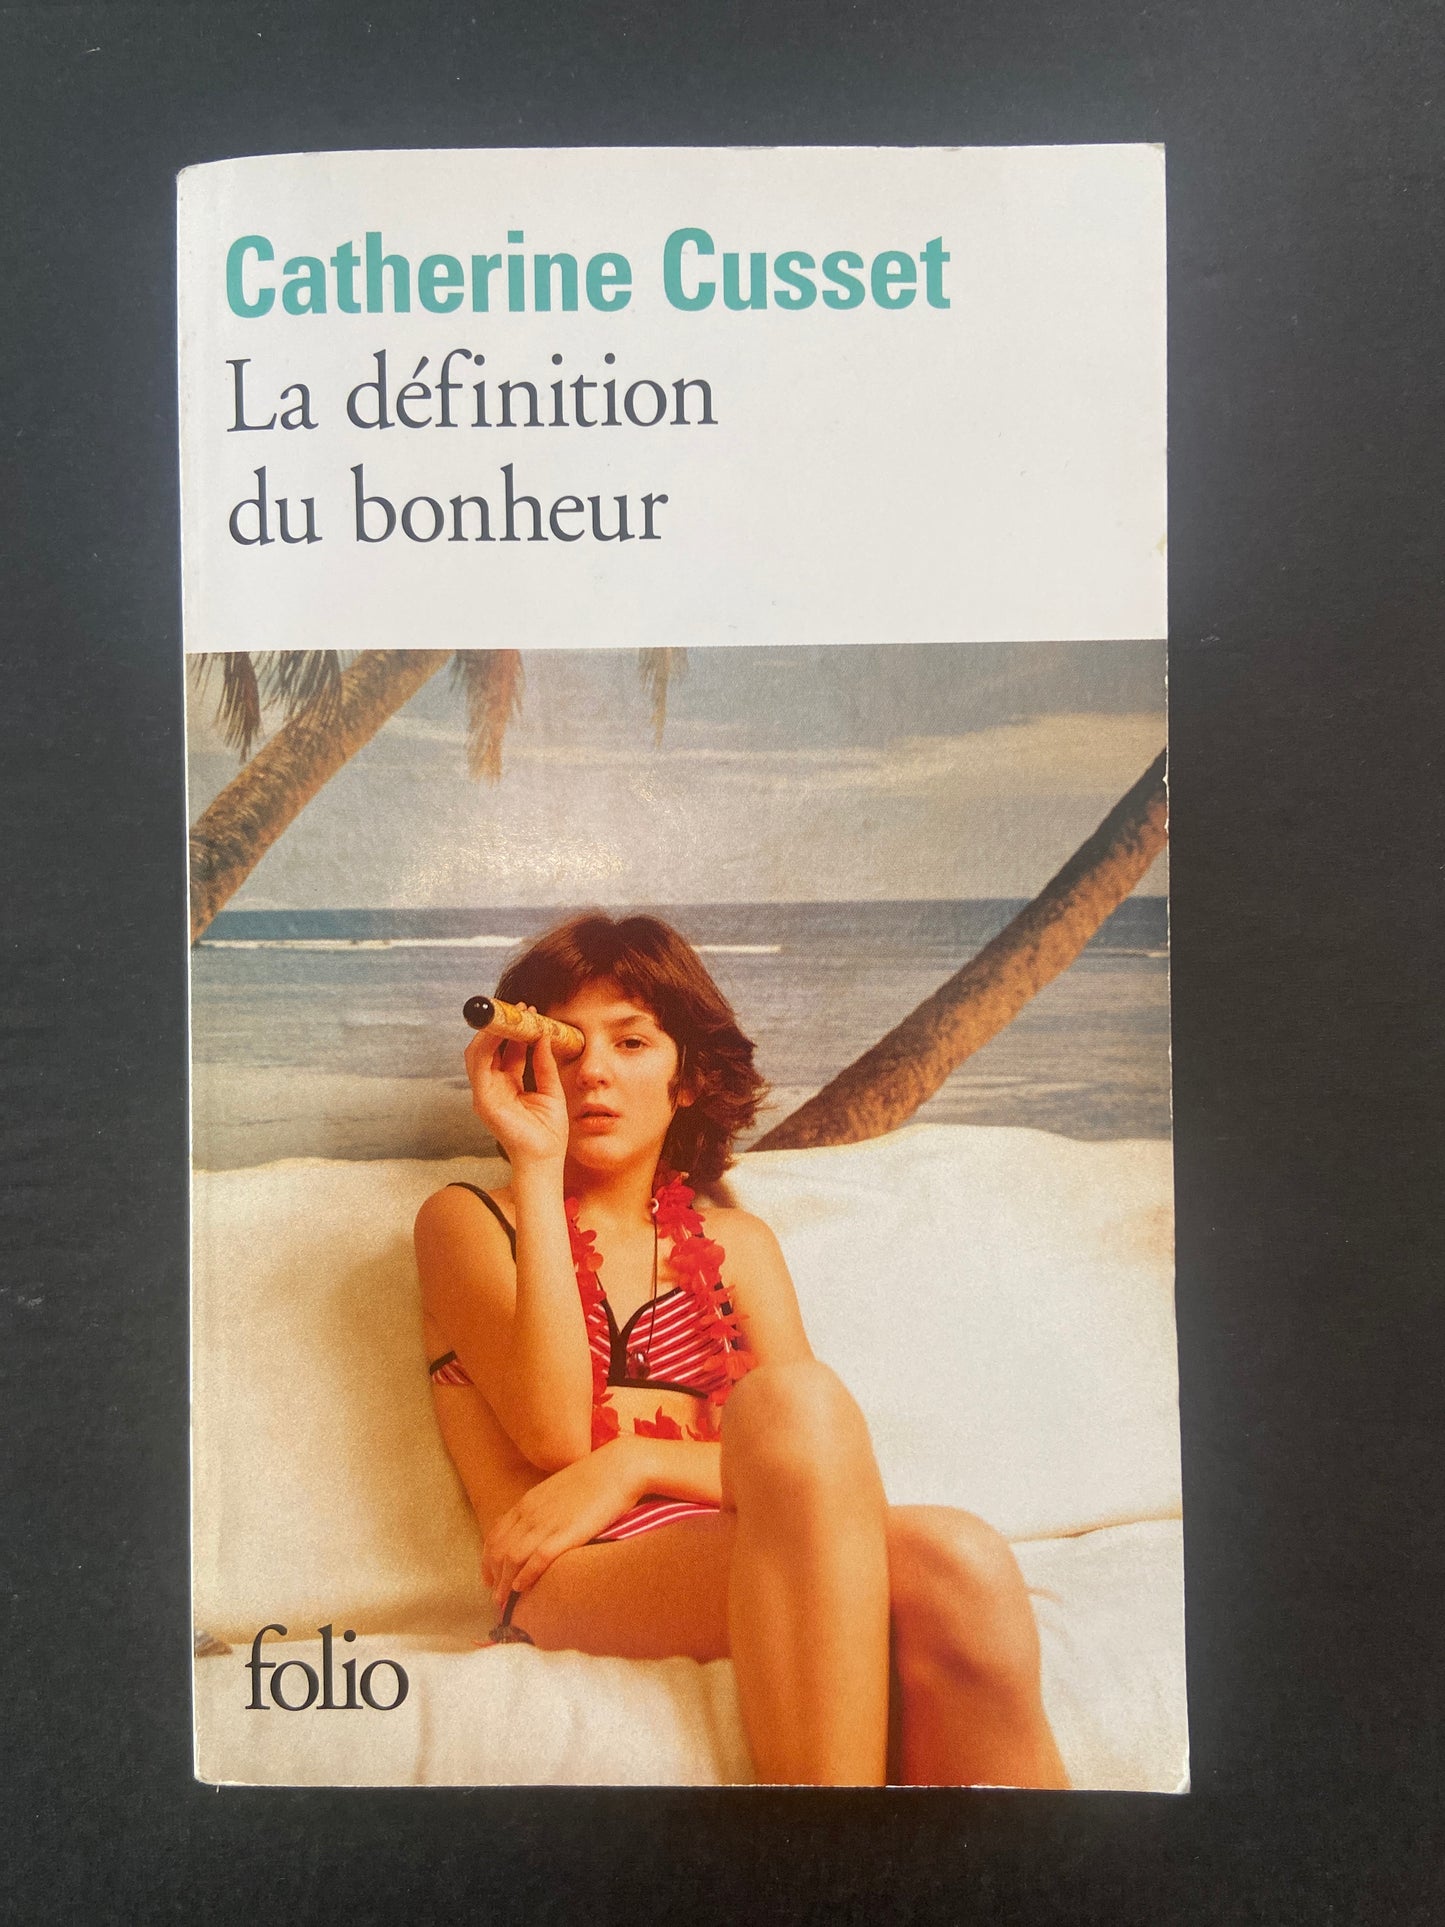 Catherine Cusset
La définition
du bonheur
folio